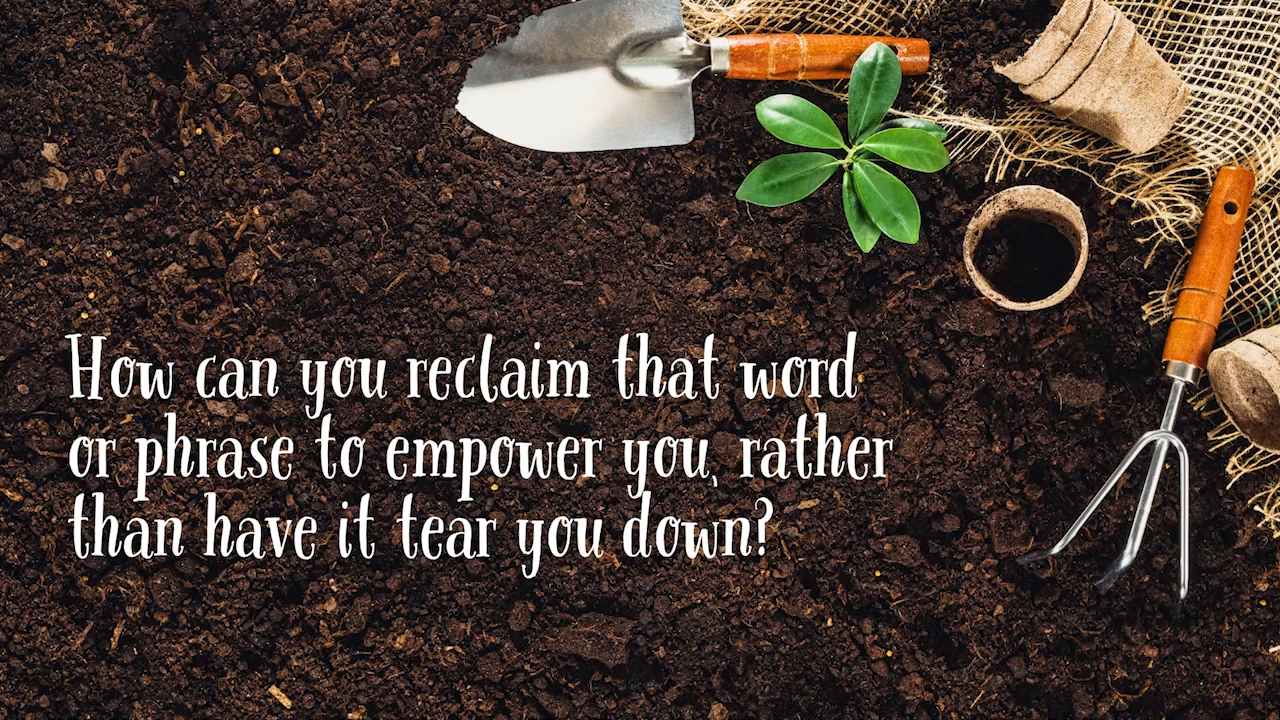 How can you reclaim that word
or phrase to empower you, rather
than have it tear you down?